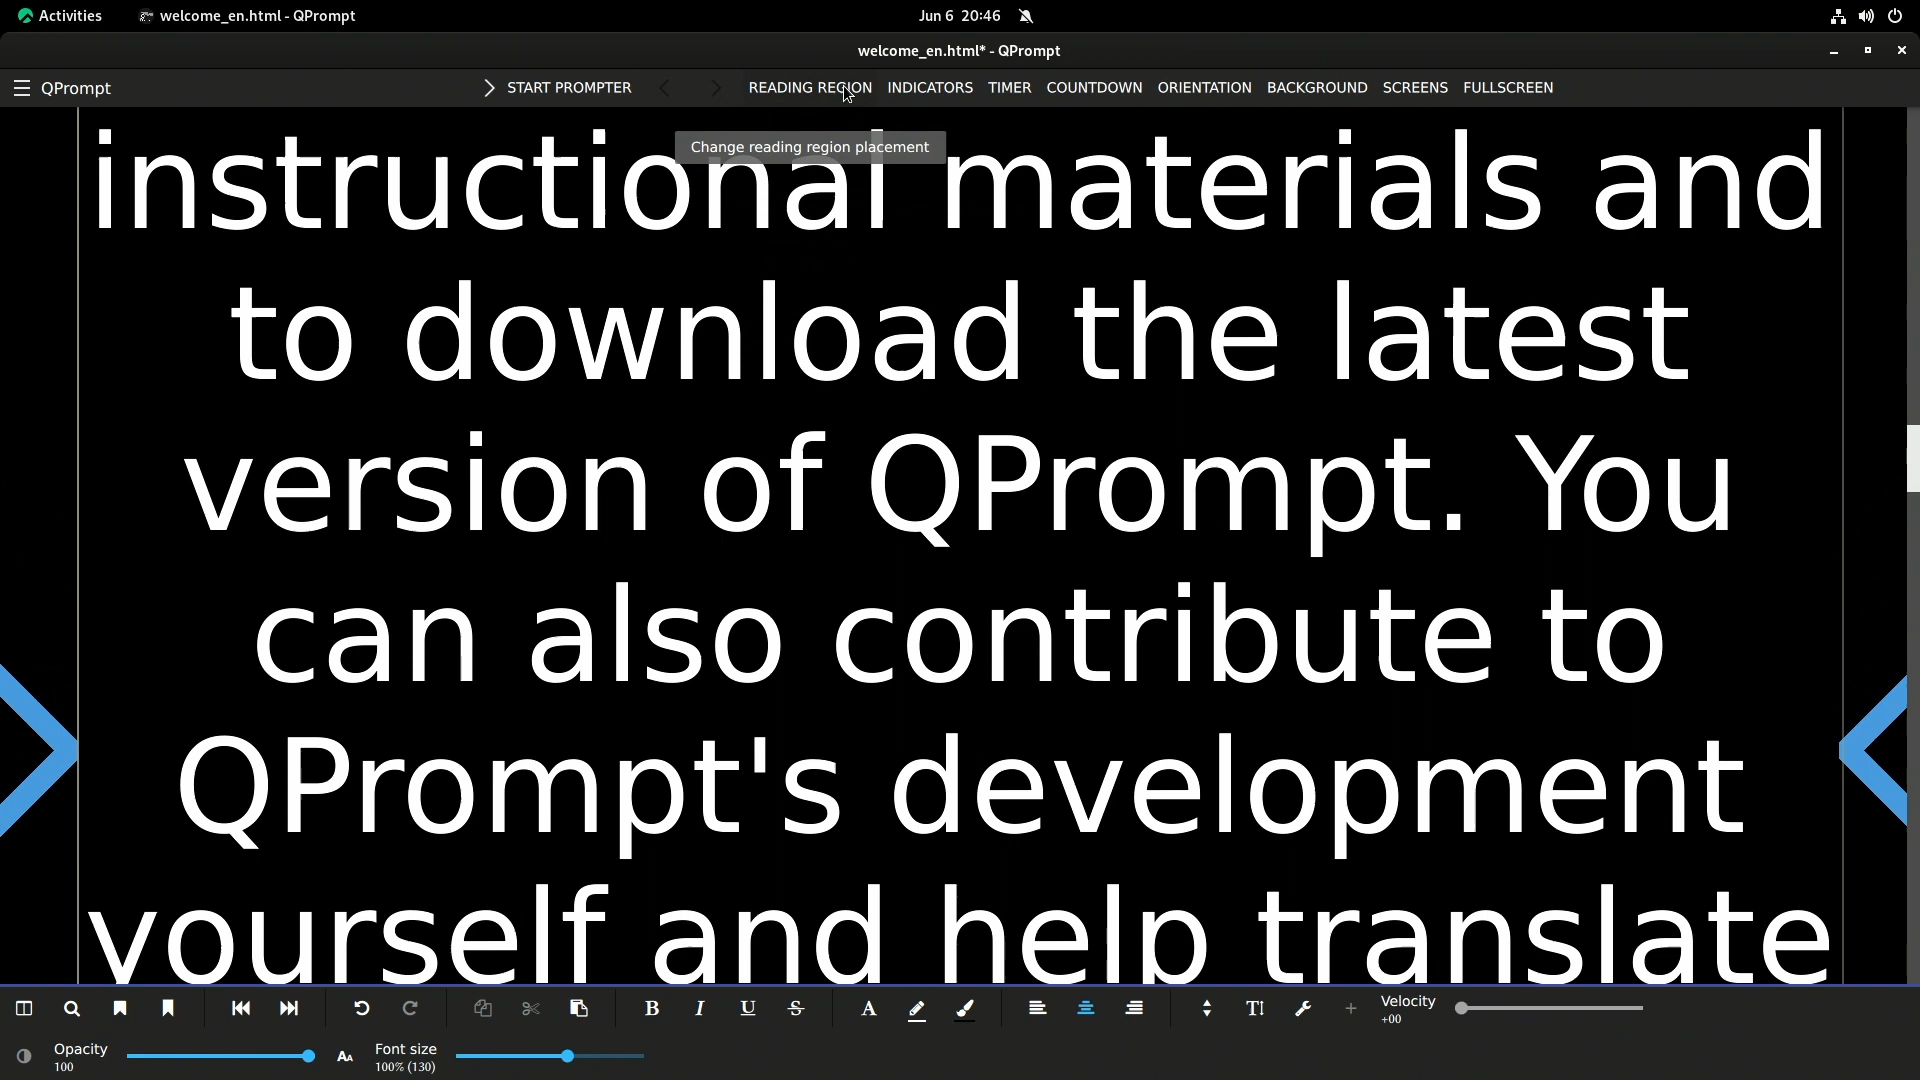 Activities welcome_en.html - QPrompt Jun 6 20:46
welcome_en.html* - QPrompt
QPrompt START PROMPTER READING REGION INDICATORS TIMER COUNTDOWN ORIENTATION BACKGROUND SCREENS FULLSCREEN
Change reading region placement
instructional materials and
to download the latest
version of QPrompt. You
can also contribute to
QPrompt's development
yourself and help translate
Velocity
+00
Opacity
100
Font size
100% (130)